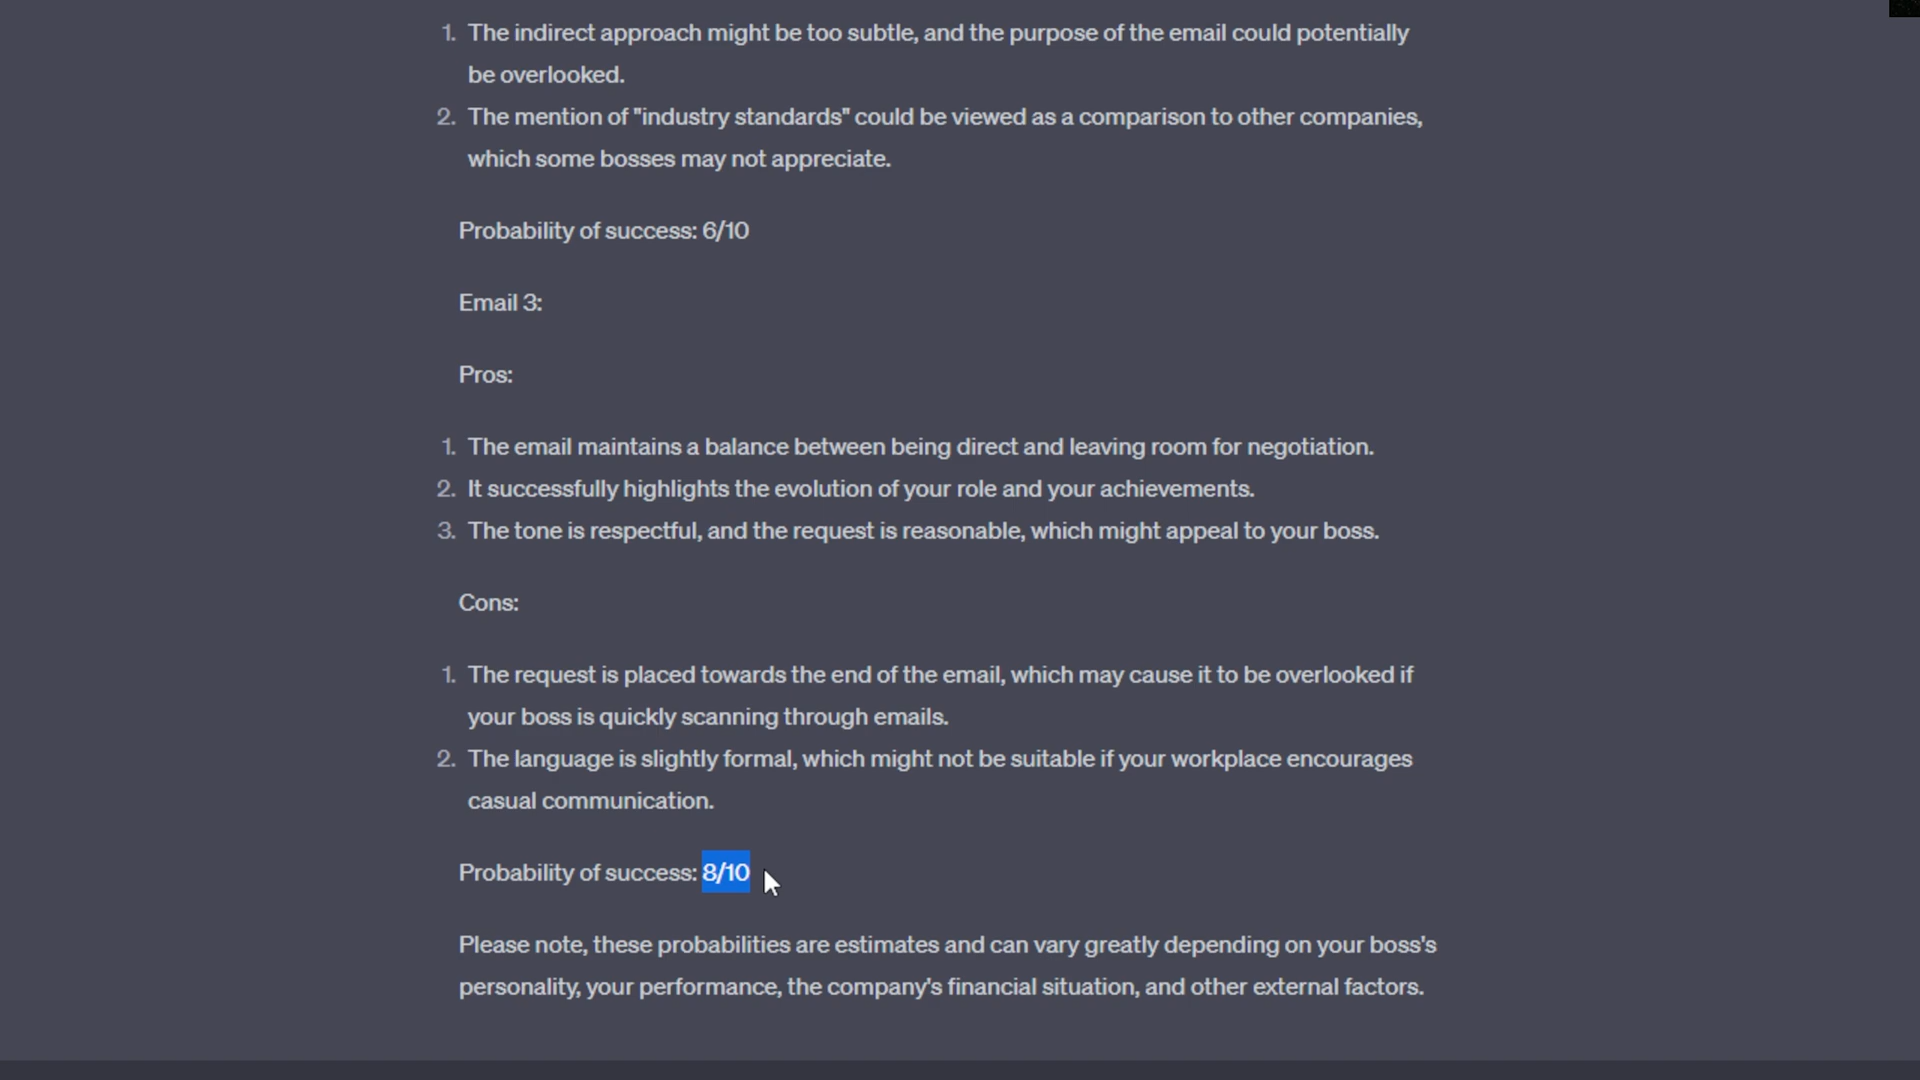 1. The indirect approach might be too subtle, and the purpose of the email could potentially
be overlooked.
2. The mention of "industry standards" could be viewed as a comparison to other companies,
which some bosses may not appreciate.
Probability of success: 6/10
Email 3:
Pros:
1. The email maintains a balance between being direct and leaving room for negotiation.
2. It successfully highlights the evolution of your role and your achievements.
3. The tone is respectful, and the request is reasonable, which might appeal to your boss.
Cons:
1. The request is placed towards the end of the email, which may cause it to be overlooked if
your boss is quickly scanning through emails.
2. The language is slightly formal, which might not be suitable if your workplace encourages
casual communication.
Probability of success: 8/10
Please note, these probabilities are estimates and can vary greatly depending on your boss's
personality, your performance, the company's financial situation, and other external factors.